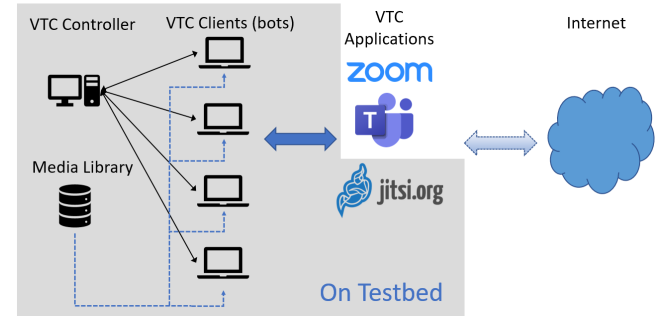 VTC Controller
VTC Clients (bots)
VTC
Applications
Internet
zoom
T
Media Library
jitsi.org
On Testbed